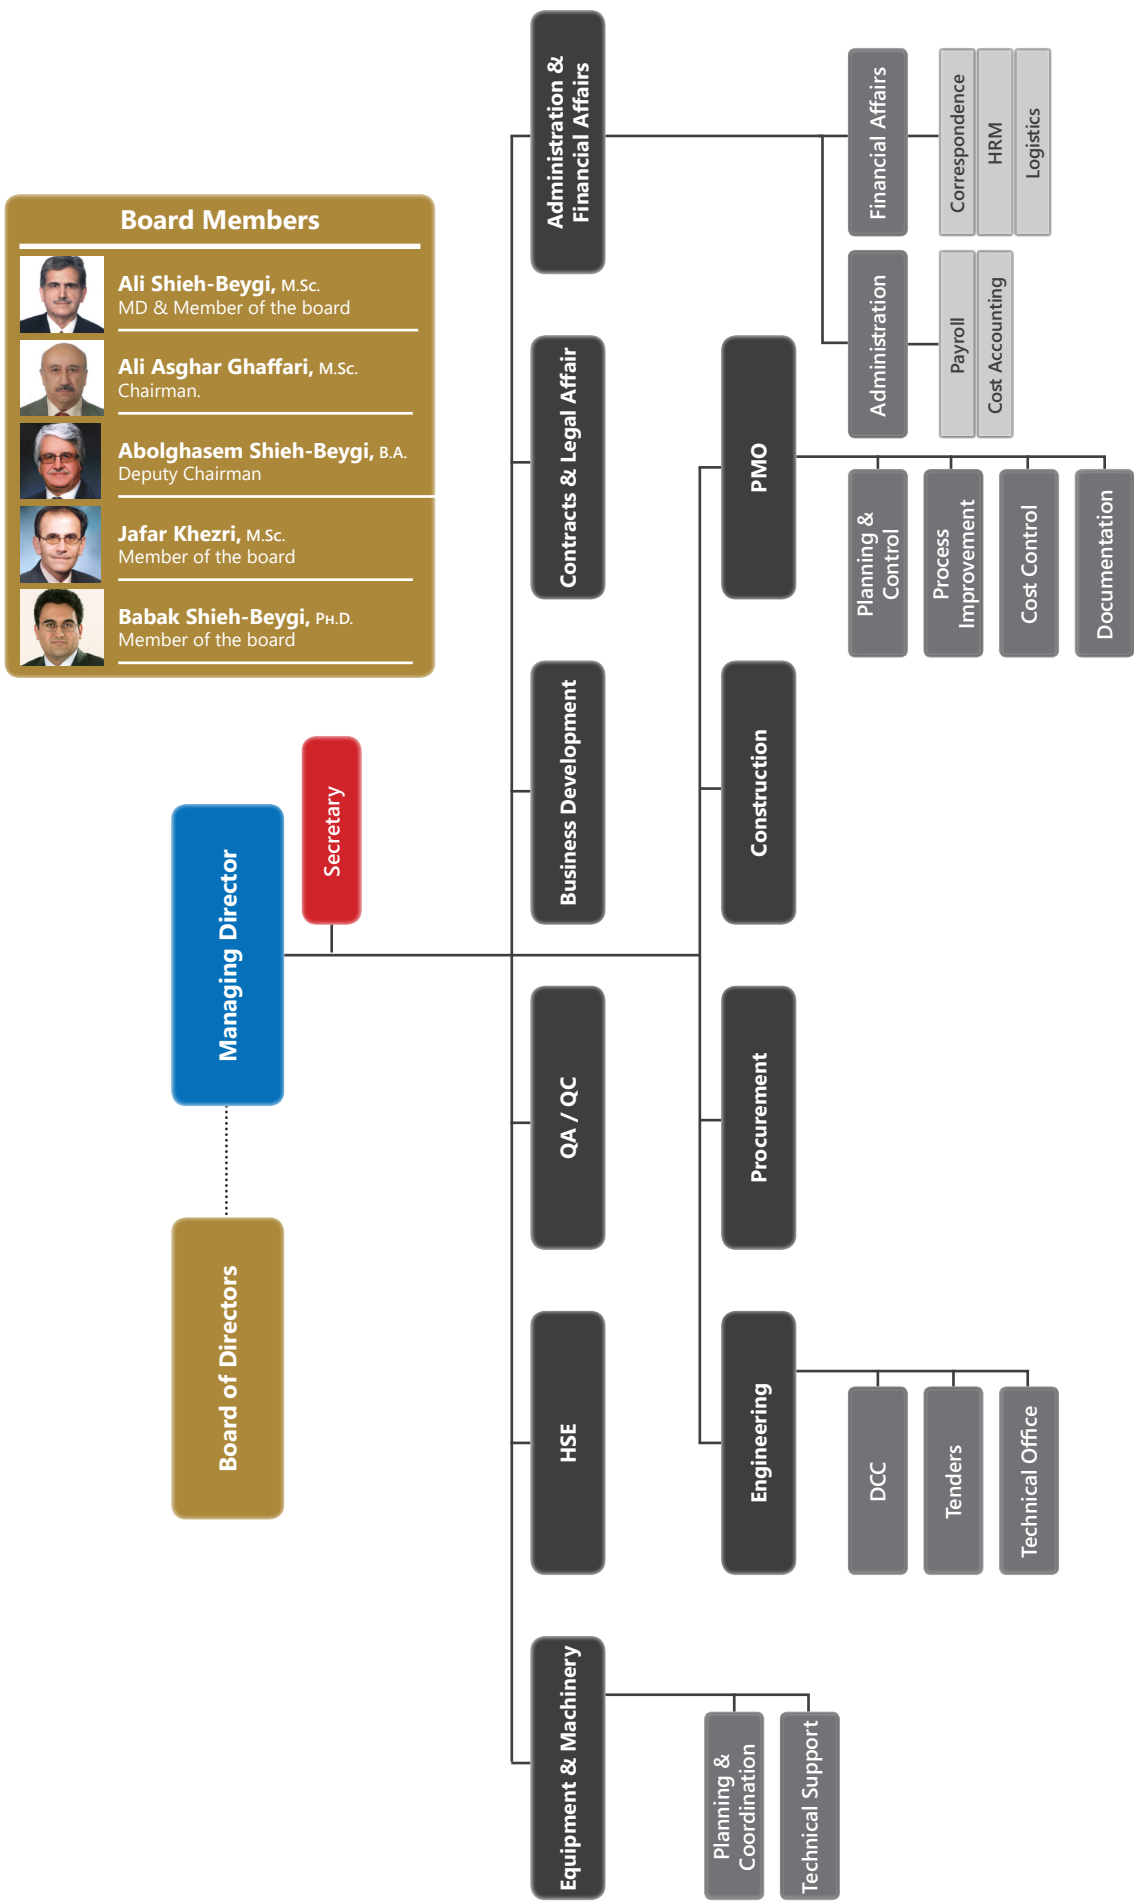 Board Members
Ali Shieh-Beygi, M.Sc.
MD & Member of the board
Ali Asghar Ghaffari, M.Sc.
Chairman.
Abolghasem Shieh-Beygi, B.A.
Deputy Chairman
Jafar Khezri, M.Sc.
Member of the board
Babak Shieh-Beygi, PH.D.
Member of the board
Board of Directors
Managing Director
Secretary
Equipment & Machinery
HSE
QA / QC
Business Development
Contracts & Legal Affair
Administration &
Financial Affairs
Planning &
Coordination
Technical Support
Engineering
Procurement
Construction
PMO
DCC
Tenders
Technical Office
Planning &
Control
Process
Improvement
Cost Control
Documentation
Administration
Payroll
Cost Accounting
Financial Affairs
Correspondence
HRM
Logistics